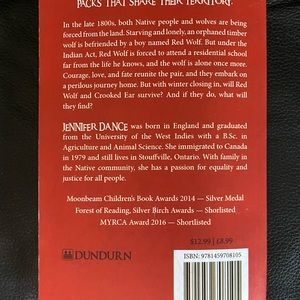 PACKS THAT SHARE THEIR TERRITORY.
In the late 1800s, both Native people and wolves are being
forced from the land. Starving and lonely, an orphaned timber
wolf is befriended by a boy named Red Wolf. But under the
Indian Act, Red Wolf is forced to attend a residential school
far from the life he knows, and the wolf is alone once more.
Courage, love, and fate reunite the pair, and they embark on
a perilous journey home. But with winter closing in, will Red
Wolf and Crooked Ear survive? And if they do, what will
they find?
JENNIFER DANCE was born in England and graduated
from the University of the West Indies with a B.Sc. in
Agriculture and Animal Science. She immigrated to Canada
in 1979 and still lives in Stouffville, Ontario. With family in
the Native community, she has a passion for equality and
justice for all people.
Moonbeam Children's Book Awards 2014 — Silver Medal
Forest of Reading, Silver Birch Awards — Shortlisted
MYRCA Award 2016 — Shortlisted
$12.99 | £8.99
DUNDURN
ISBN: 9781459708105